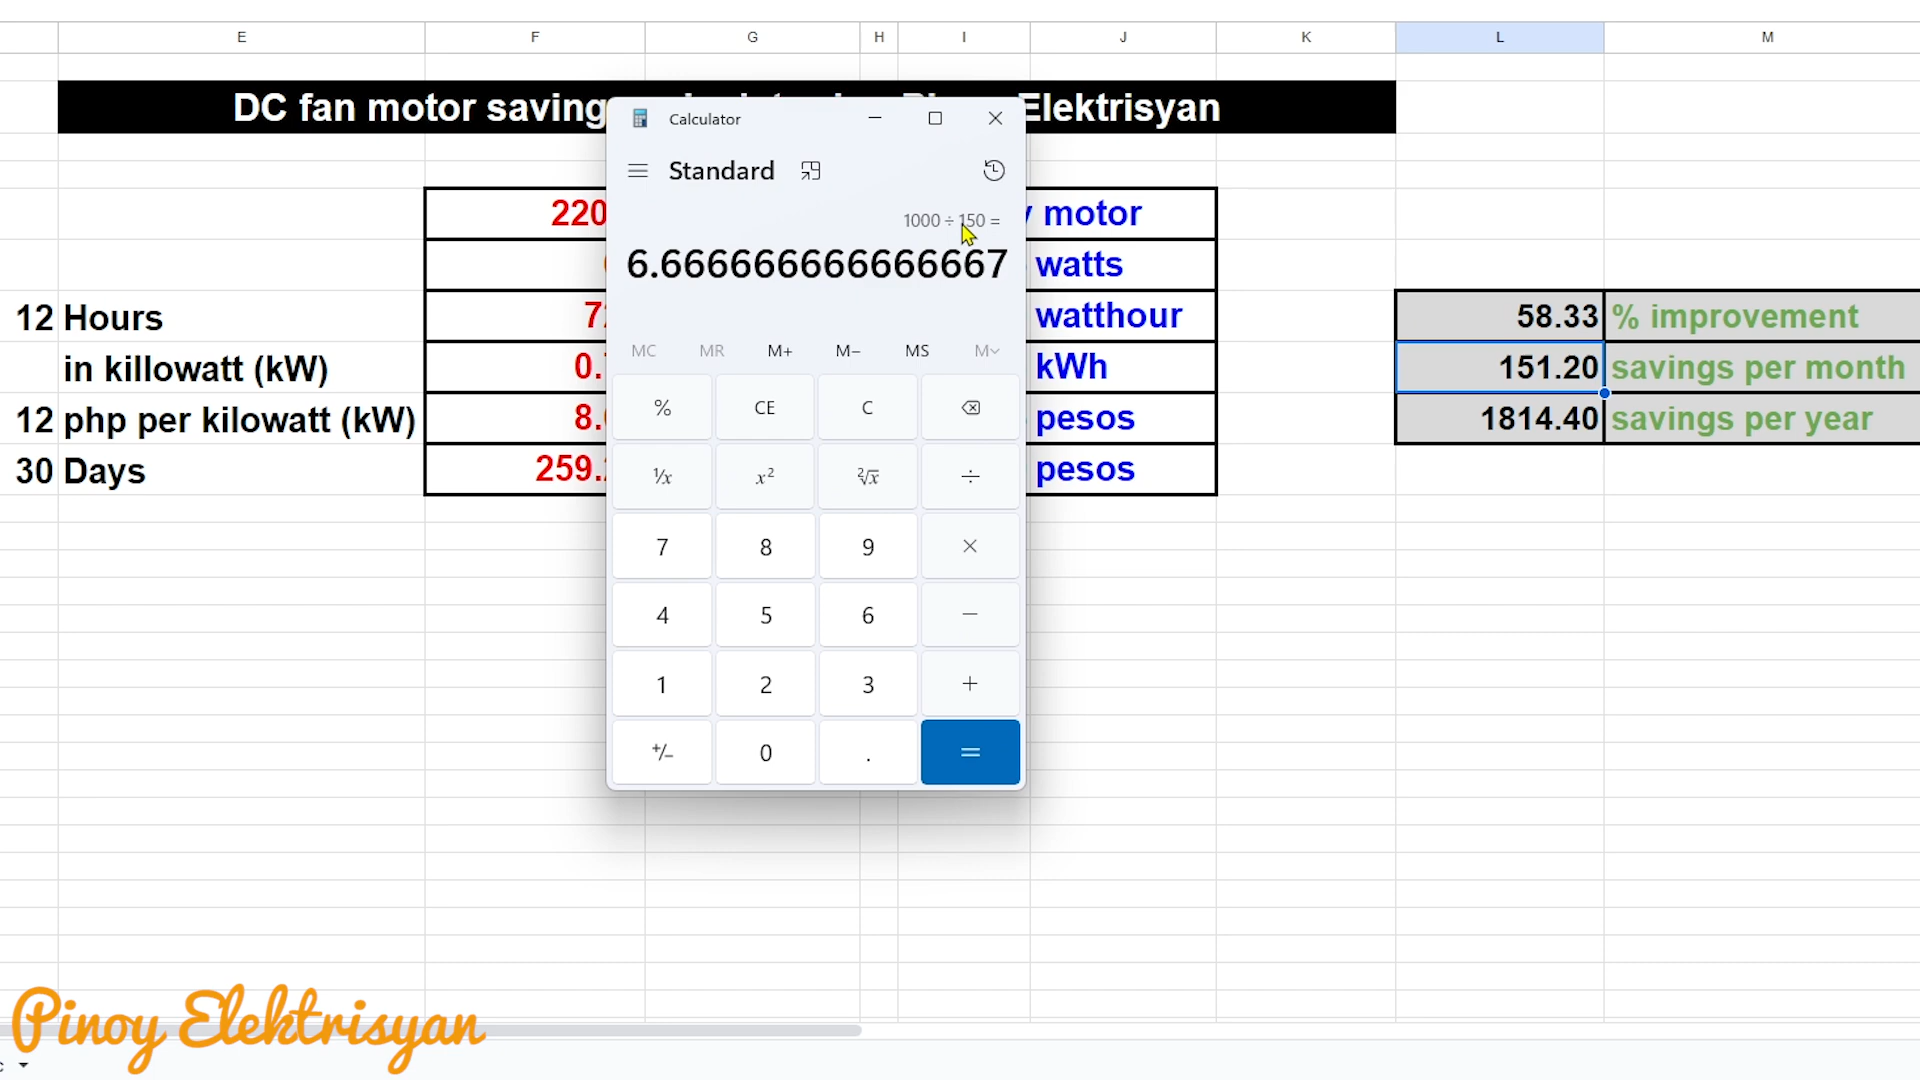 E F G H I J K L M
DC fan motor saving Elektrisyan
Calculator
Standard
1000 ÷ 150 =
6.666666666666667
220 motor
watts
12 Hours watthour 58.33 % improvement
in killowatt (kW) 0. kWh 151.20 savings per month
12 php per kilowatt (kW) 8. pesos 1814.40 savings per year
30 Days 259. pesos
MC MR M+ M− MS M˅
% CE C ⌫
⅟x x² ²√x ÷
7 8 9 ×
4 5 6 −
1 2 3 +
+/− 0 . =
Pinoy Elektrisyan